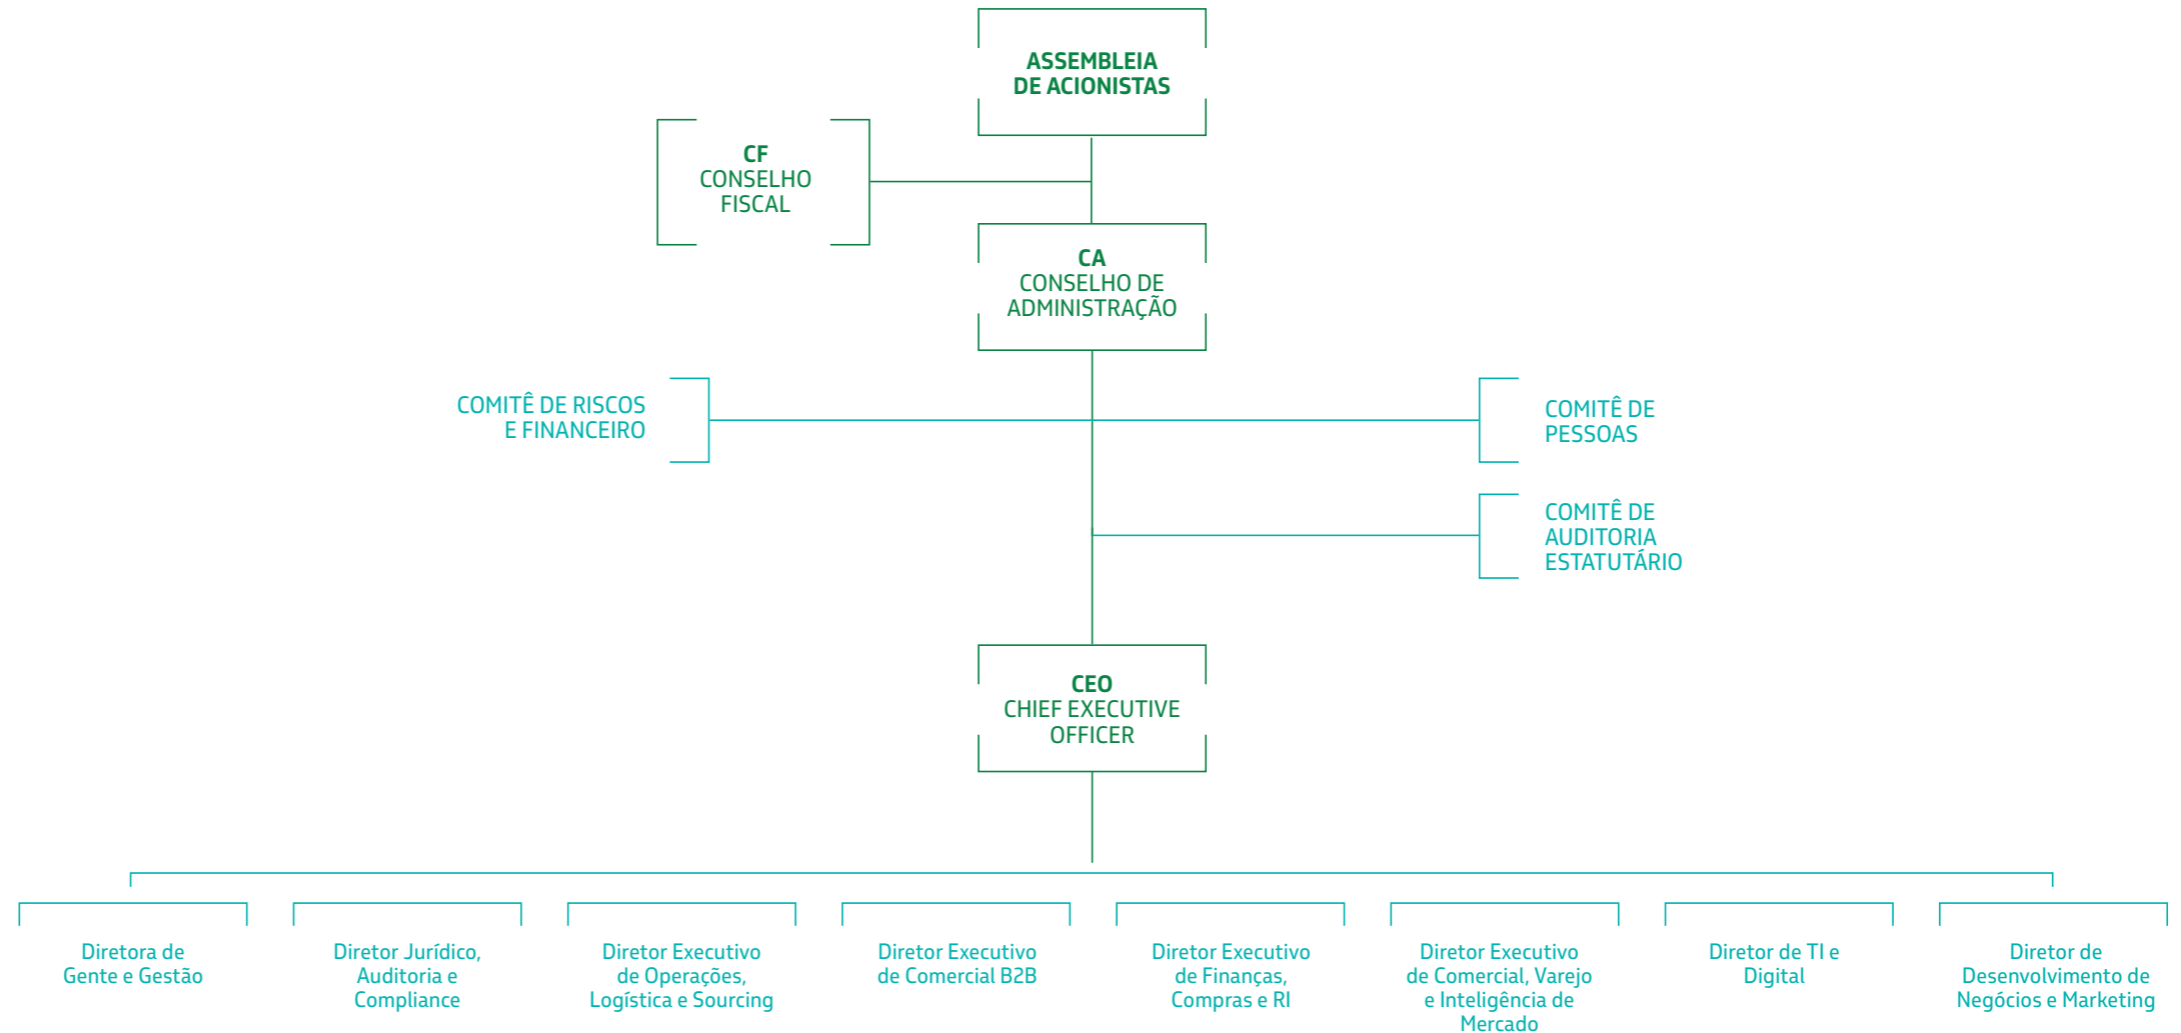 ASSEMBLEIA
DE ACIONISTAS
CF
CONSELHO
FISCAL
CA
CONSELHO DE
ADMINISTRAÇÃO
COMITÊ DE RISCOS
E FINANCEIRO
COMITÊ DE
PESSOAS
COMITÊ DE
AUDITORIA
ESTATUTÁRIO
CEO
CHIEF EXECUTIVE
OFFICER
Diretora de
Gente e Gestão
Diretor Jurídico,
Auditoria e
Compliance
Diretor Executivo
de Operações,
Logística e Sourcing
Diretor Executivo
de Comercial B2B
Diretor Executivo
de Finanças,
Compras e RI
Diretor Executivo
de Comercial, Varejo
e Inteligência de
Mercado
Diretor de TI e
Digital
Diretor de
Desenvolvimento de
Negócios e Marketing